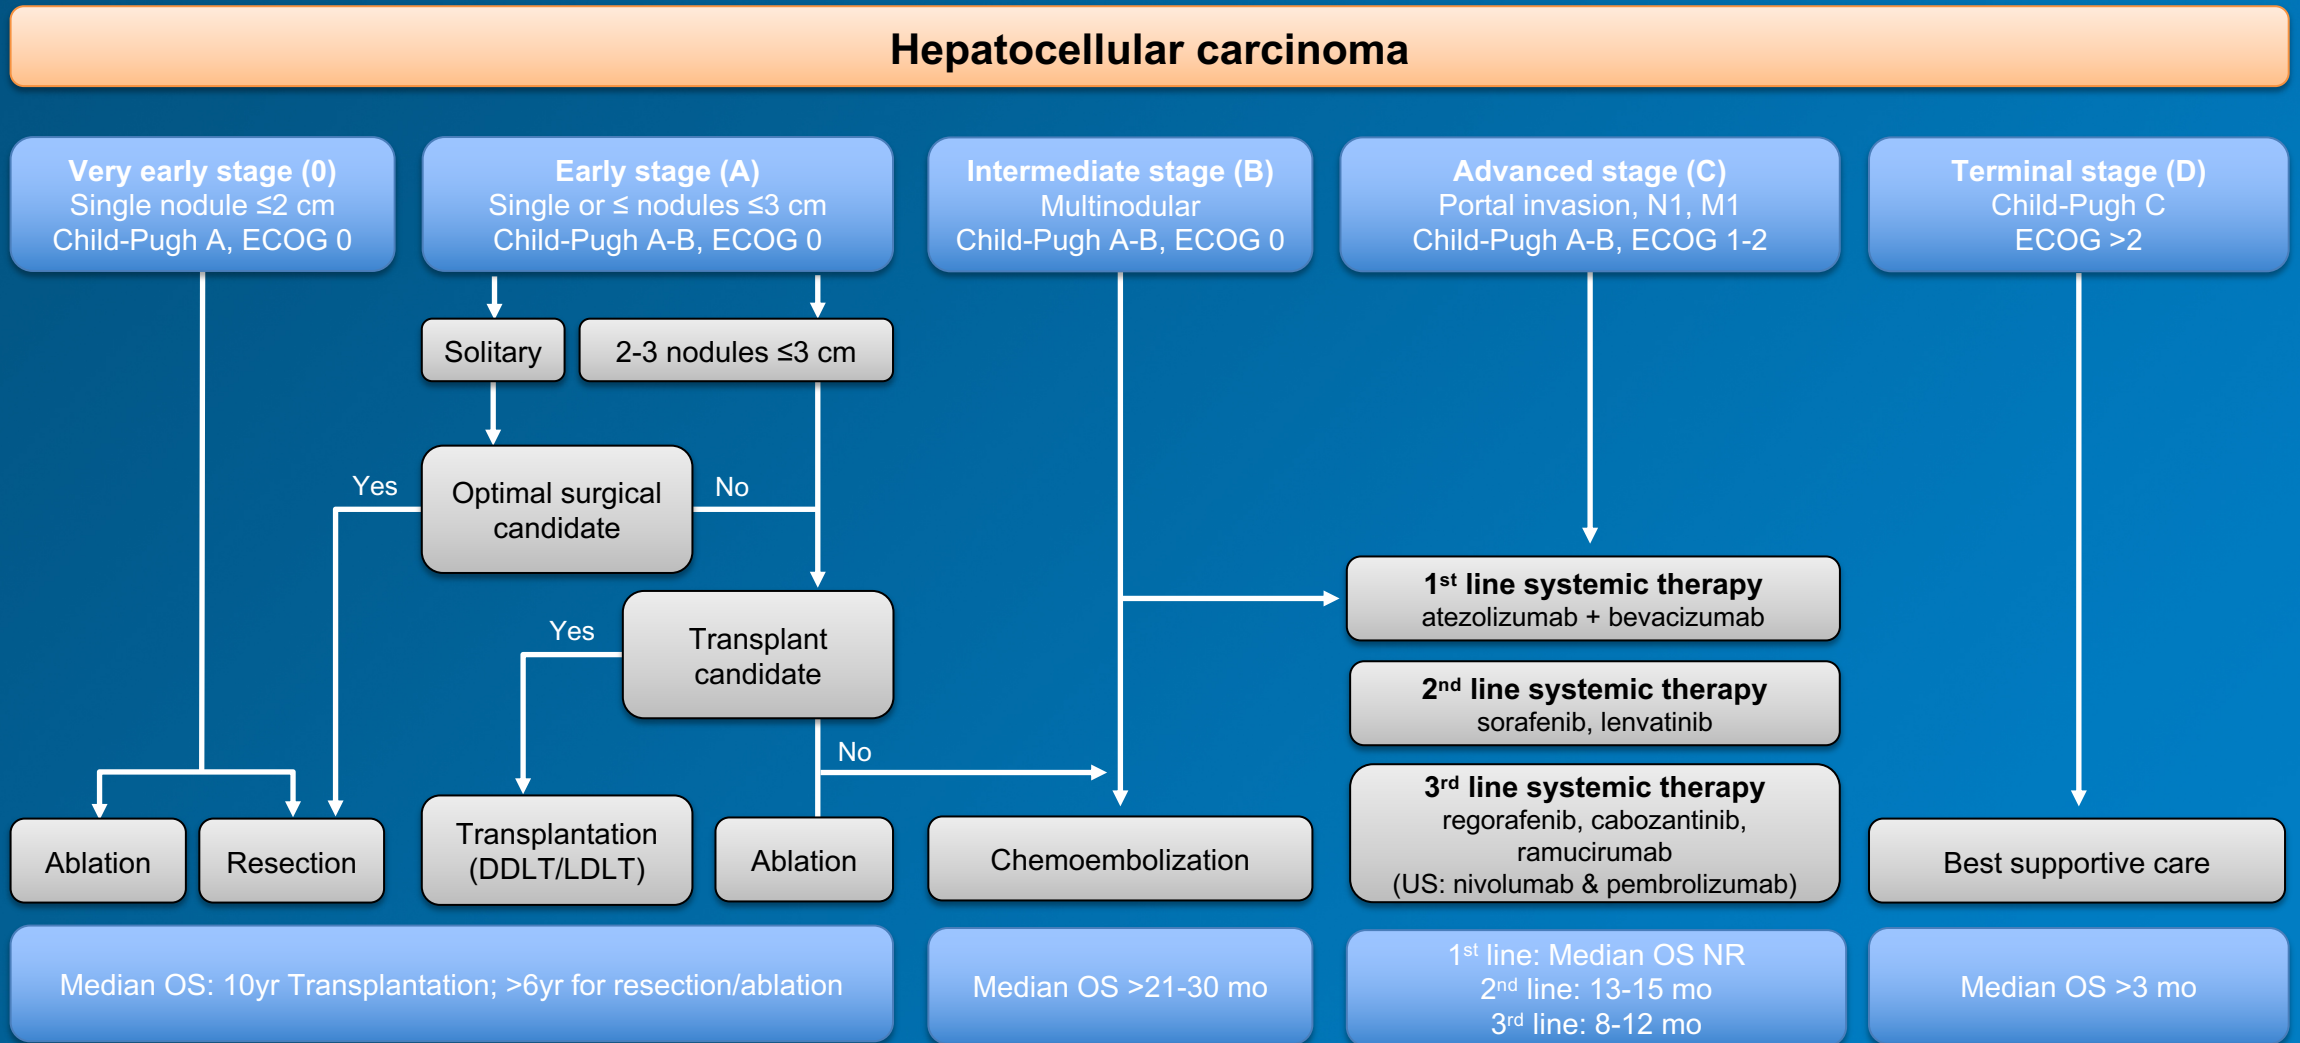 Hepatocellular carcinoma
Very early stage (0)
Single nodule ≤2 cm
Child-Pugh A, ECOG 0
Early stage (A)
Single or ≤ nodules ≤3 cm
Child-Pugh A-B, ECOG 0
Intermediate stage (B)
Multinodular
Child-Pugh A-B, ECOG 0
Advanced stage (C)
Portal invasion, N1, M1
Child-Pugh A-B, ECOG 1-2
Terminal stage (D)
Child-Pugh C
ECOG >2
Solitary
2-3 nodules ≤3 cm
Yes
Optimal surgical
candidate
No
Yes
Transplant
candidate
No
1st line systemic therapy
atezolizumab + bevacizumab
2nd line systemic therapy
sorafenib, lenvatinib
3rd line systemic therapy
regorafenib, cabozantinib,
ramucirumab
(US: nivolumab & pembrolizumab)
Ablation
Resection
Transplantation
(DDLT/LDLT)
Ablation
Chemoembolization
Best supportive care
Median OS: 10yr Transplantation; >6yr for resection/ablation
Median OS >21-30 mo
1st line: Median OS NR
2nd line: 13-15 mo
3rd line: 8-12 mo
Median OS >3 mo